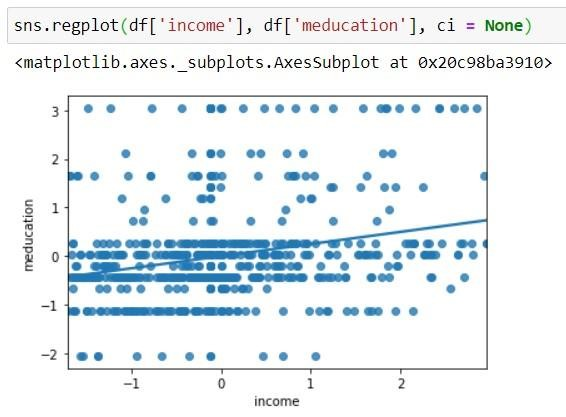 sns.regplot(df['income'], df['meducation'], ci = None)
<matplotlib.axes._subplots.AxesSubplot at 0x20c98ba3910>
3
2
1
0
−1
−2
meducation
−1 0 1 2
income